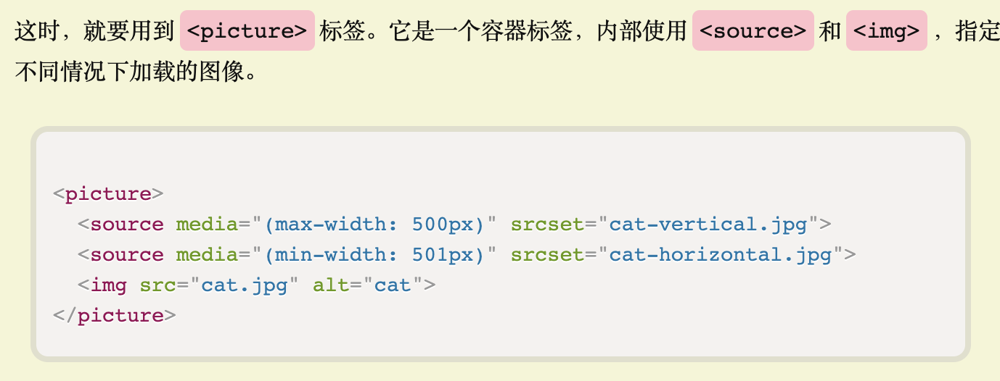 这时，就要用到 <picture> 标签。它是一个容器标签，内部使用 <source> 和 <img> ，指定
不同情况下加载的图像。
<picture>
  <source media="(max-width: 500px)" srcset="cat-vertical.jpg">
  <source media="(min-width: 501px)" srcset="cat-horizontal.jpg">
  <img src="cat.jpg" alt="cat">
</picture>